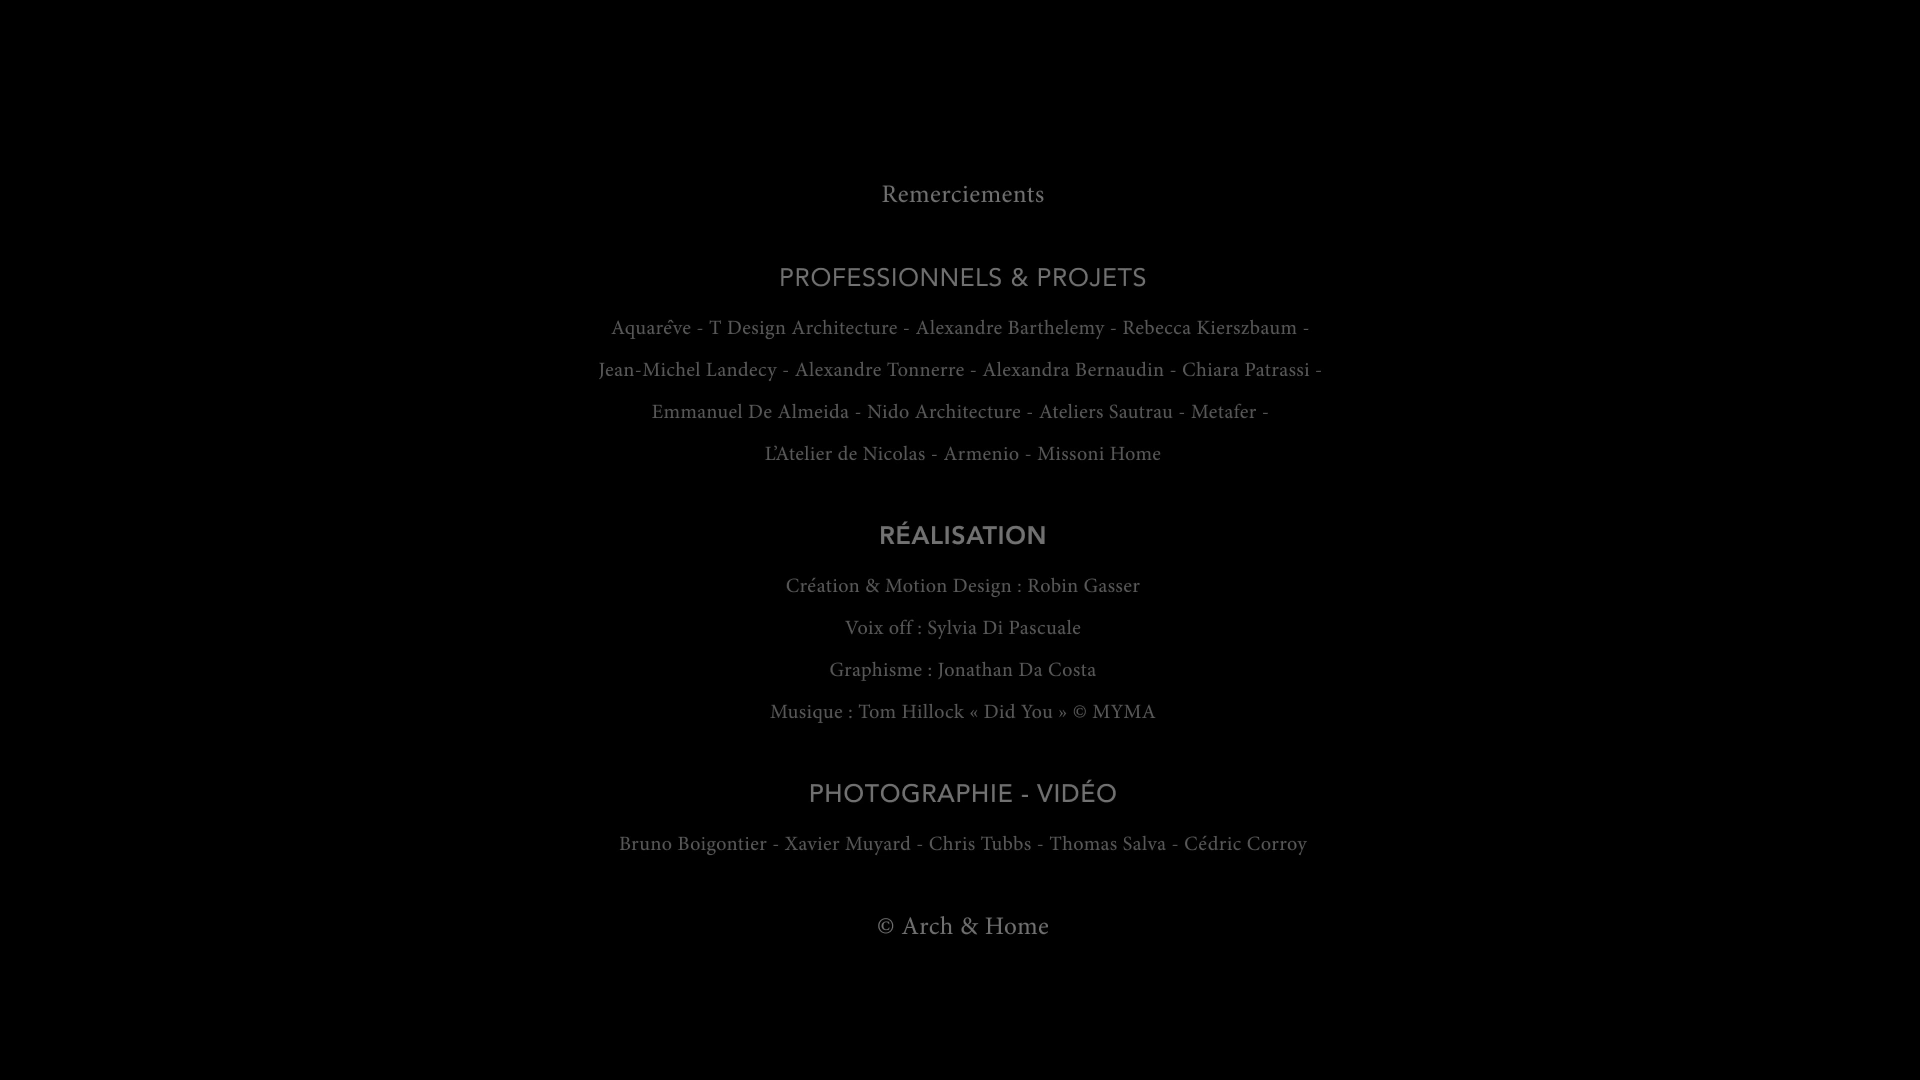 Remerciements
PROFESSIONNELS & PROJETS
Aquarêve - T Design Architecture - Alexandre Barthelemy - Rebecca Kierszbaum -
Jean-Michel Landecy - Alexandre Tonnerre - Alexandra Bernaudin - Chiara Patrassi -
Emmanuel De Almeida - Nido Architecture - Ateliers Sautrau - Metafer -
L’Atelier de Nicolas - Armenio - Missoni Home
RÉALISATION
Création & Motion Design : Robin Gasser
Voix off : Sylvia Di Pascuale
Graphisme : Jonathan Da Costa
Musique : Tom Hillock « Did You » © MYMA
PHOTOGRAPHIE - VIDÉO
Bruno Boigontier - Xavier Muyard - Chris Tubbs - Thomas Salva - Cédric Corroy
© Arch & Home